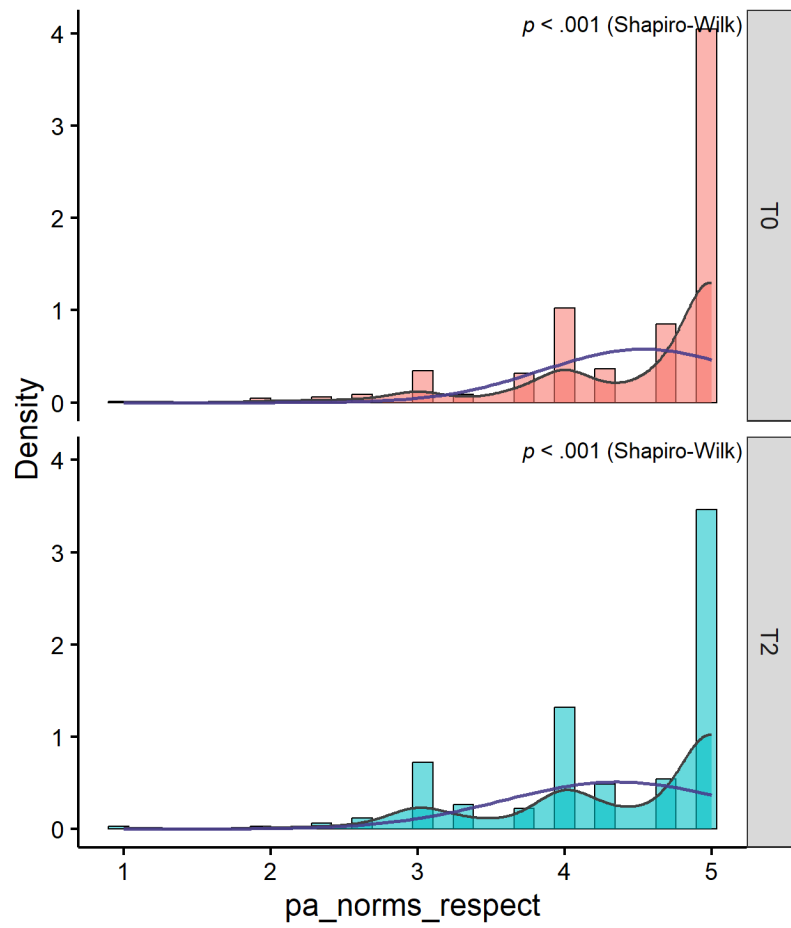 p < .001 (Shapiro-Wilk)
4
3
2
1
0
T0
Density
p < .001 (Shapiro-Wilk)
4
3
2
1
0
T2
1 2 3 4 5
pa_norms_respect